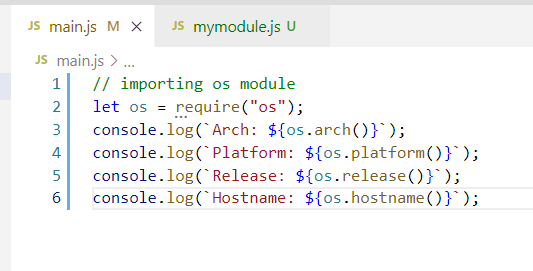 JS main.js M ×
JS mymodule.js U
JS main.js > ...
1 // importing os module
2 let os = require("os");
3 console.log(`Arch: ${os.arch()}`);
4 console.log(`Platform: ${os.platform()}`);
5 console.log(`Release: ${os.release()}`);
6 console.log(`Hostname: ${os.hostname()}`);